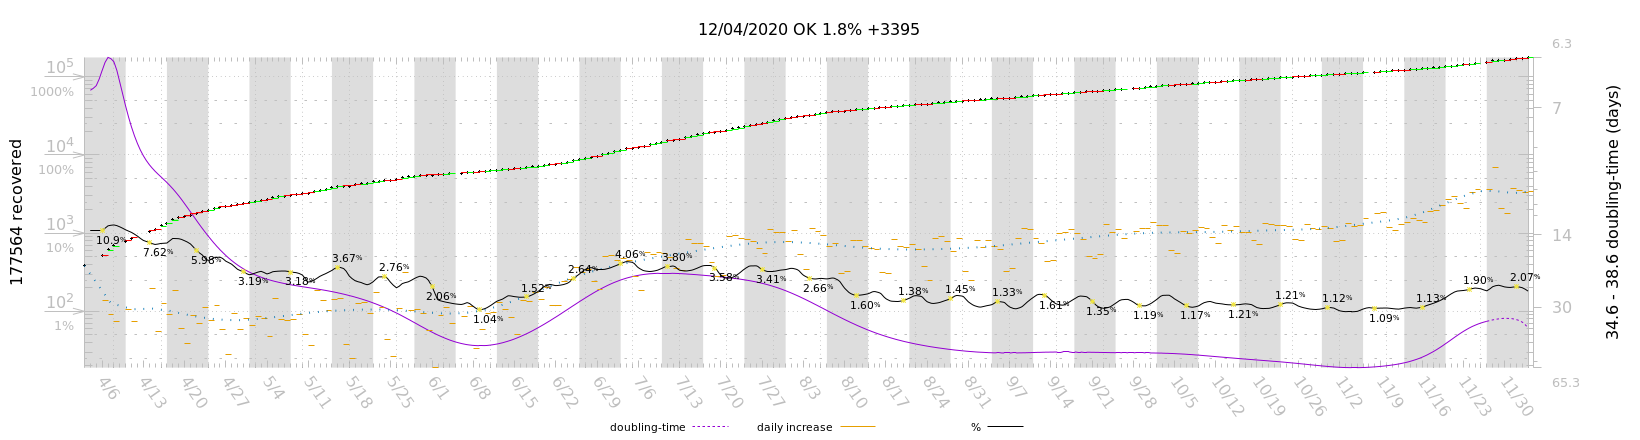 12/04/2020 OK 1.8% +3395
177564 recovered
10^5
1000%
10^4
100%
10^3
10%
10^2
1%
6.3
7
14
30
65.3
34.6 - 38.6 doubling-time (days)
10.9% 7.62% 5.98% 3.19% 3.18% 3.67% 2.76% 2.06% 1.04% 1.52% 2.64% 4.06% 3.80% 3.58% 3.41% 2.66% 1.60% 1.38% 1.45% 1.33% 1.61% 1.35% 1.19% 1.17% 1.21% 1.21% 1.12% 1.09% 1.13% 1.90% 2.07%
4/6 4/13 4/20 4/27 5/4 5/11 5/18 5/25 6/1 6/8 6/15 6/22 6/29 7/6 7/13 7/20 7/27 8/3 8/10 8/17 8/24 8/31 9/7 9/14 9/21 9/28 10/5 10/12 10/19 10/26 11/2 11/9 11/16 11/23 11/30
doubling-time daily increase %